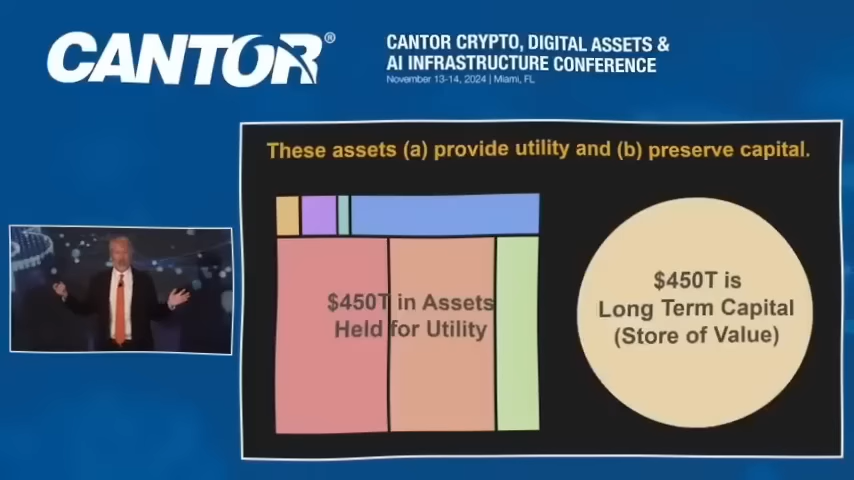 CANTOR®
CANTOR CRYPTO, DIGITAL ASSETS &
AI INFRASTRUCTURE CONFERENCE
November 13-14, 2024 | Miami, FL
These assets (a) provide utility and (b) preserve capital.
$450T in Assets
Held for Utility
$450T is
Long Term Capital
(Store of Value)